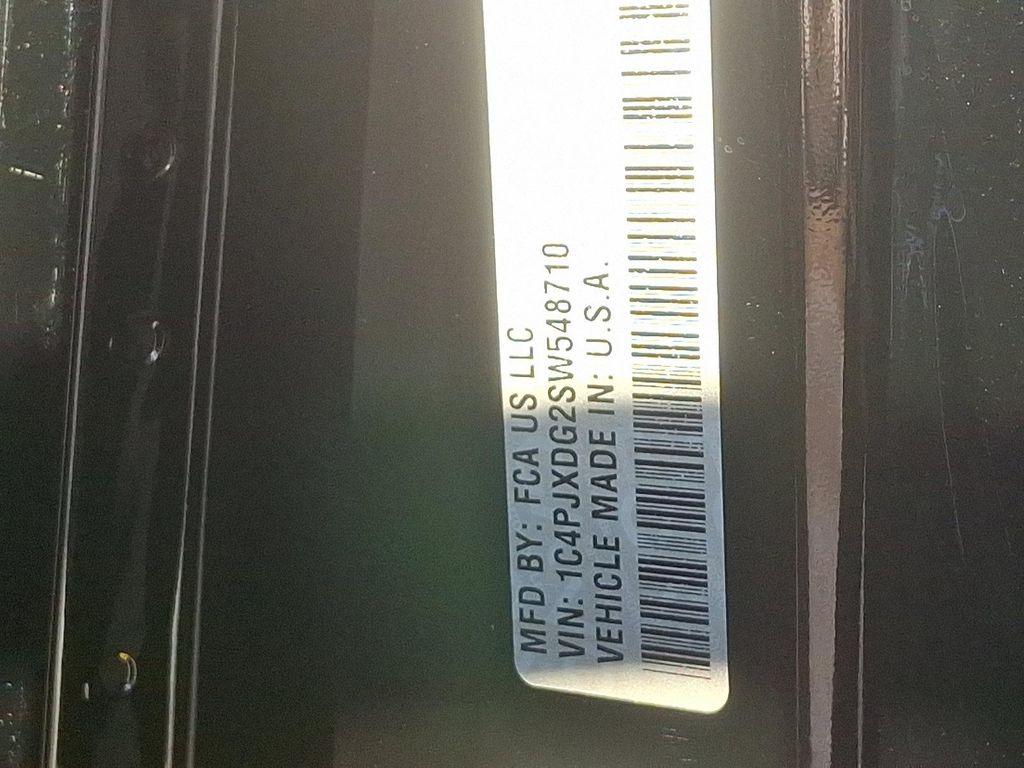 MFD BY: FCA US LLC
VIN: 1C4PJXDG2SW548710
VEHICLE MADE IN: U.S.A.